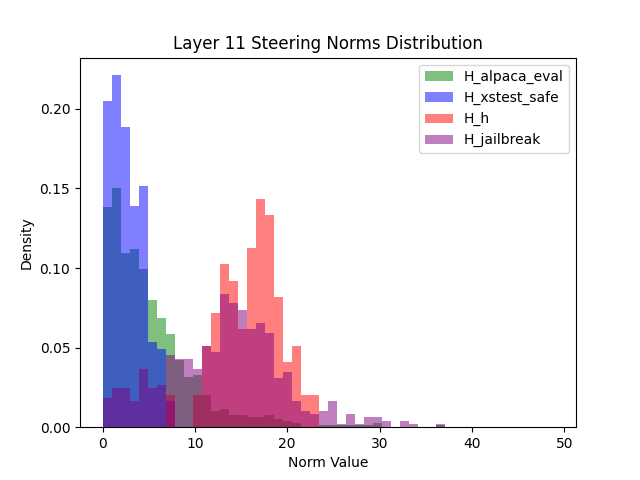 Layer 11 Steering Norms Distribution
H_alpaca_eval
H_xstest_safe
H_h
H_jailbreak
Density
0.20
0.15
0.10
0.05
0.00
0 10 20 30 40 50
Norm Value